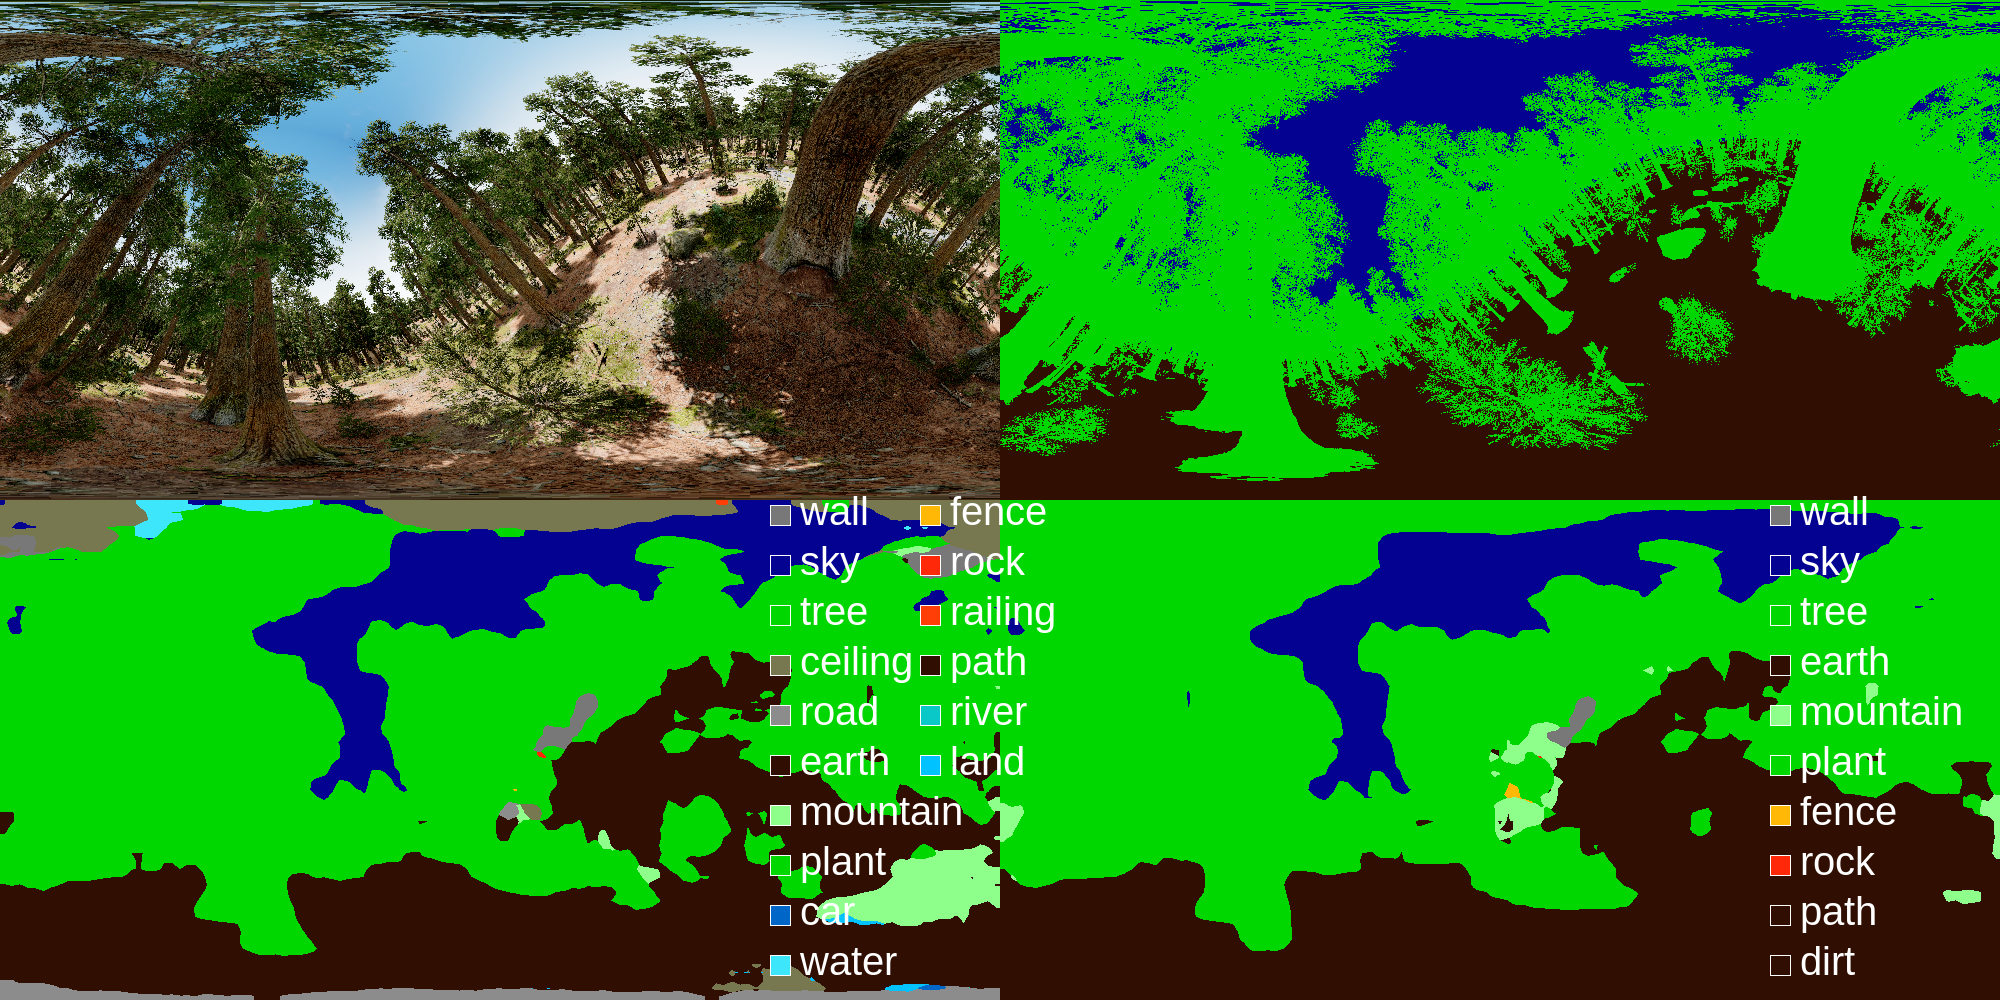 wall fence
sky rock
tree railing
ceiling path
road river
earth land
mountain
plant
car
water
wall
sky
tree
earth
mountain
plant
fence
rock
path
dirt